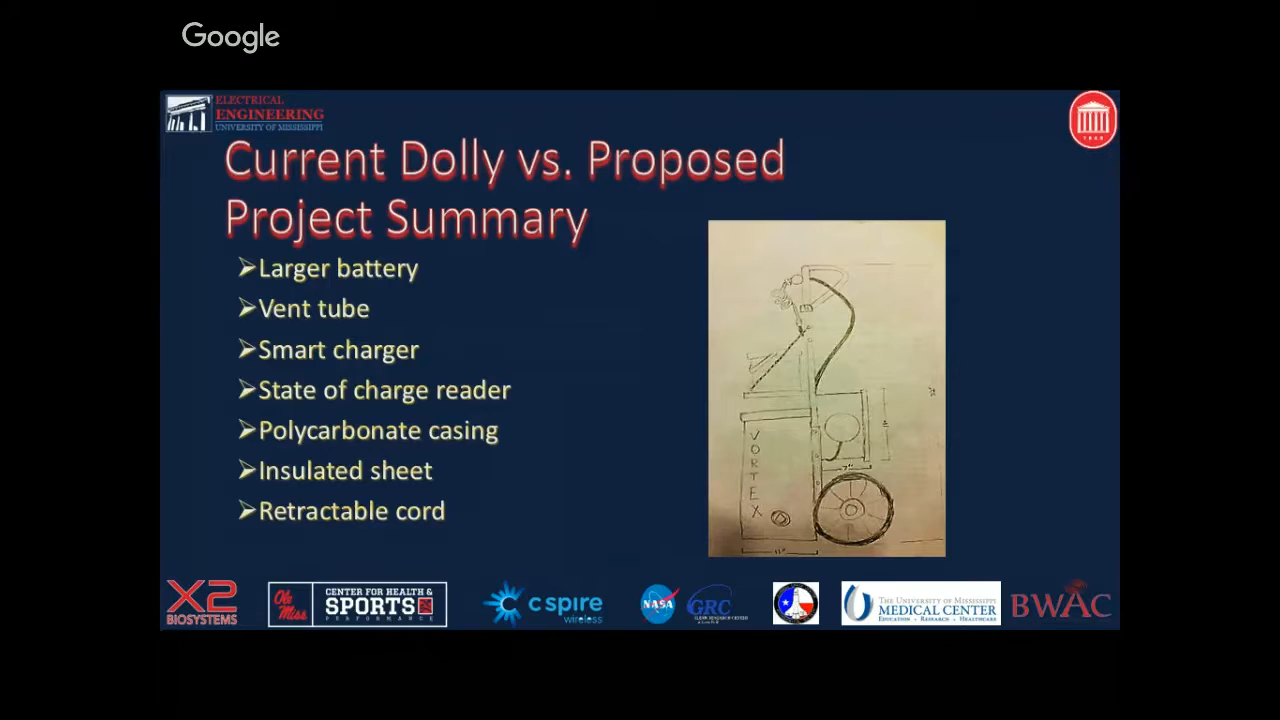 Google
ELECTRICAL
ENGINEERING
UNIVERSITY OF MISSISSIPPI
Current Dolly vs. Proposed
Project Summary
Larger battery
Vent tube
Smart charger
State of charge reader
Polycarbonate casing
Insulated sheet
Retractable cord
VORTEX
11"
X2
BIOSYSTEMS
Ole Miss
CENTER FOR HEALTH &
SPORTS
PERFORMANCE
c spire
wireless
NASA
GRC
THE UNIVERSITY OF MISSISSIPPI
MEDICAL CENTER
EDUCATION • RESEARCH • HEALTHCARE
BWAC